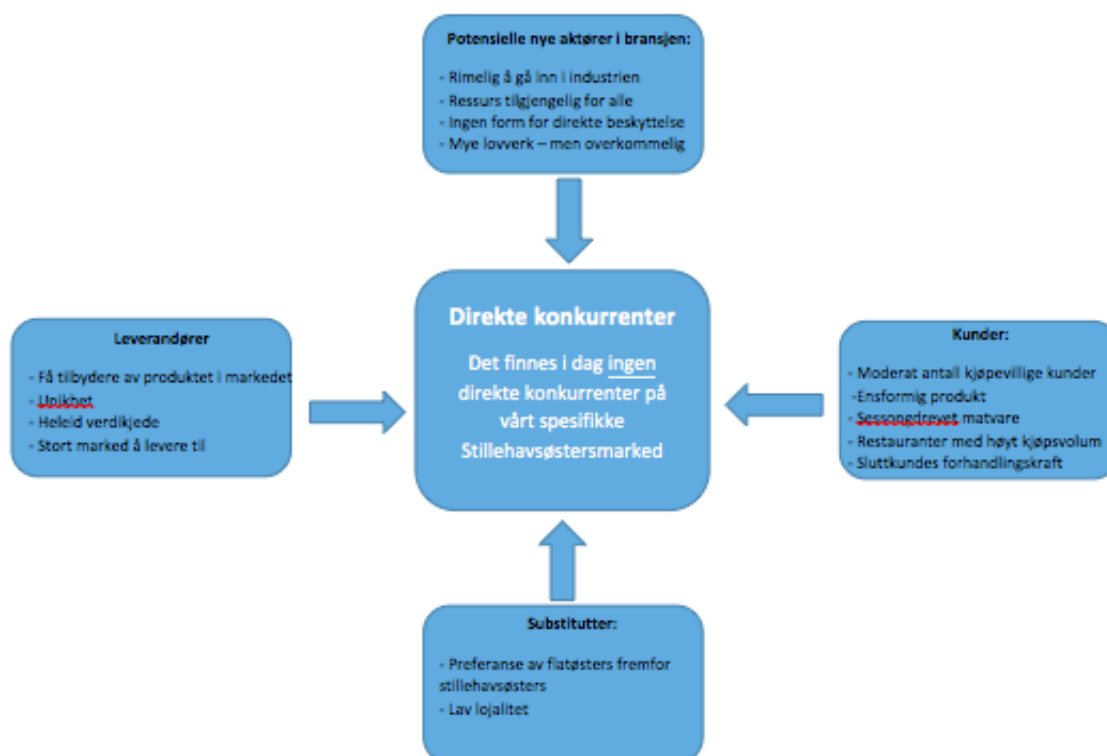 Potensielle nye aktører i bransjen:
- Rimelig å gå inn i industrien
- Ressurs tilgjengelig for alle
- Ingen form for direkte beskyttelse
- Mye lovverk – men overkommelig
Leverandører
- Få tilbydere av produktet i markedet
- Unikhet
- Heleid verdikjede
- Stort marked å levere til
Direkte konkurrenter
Det finnes i dag ingen
direkte konkurrenter på
vårt spesifikke
Stillehavsøstersmarked
Kunder:
- Moderat antall kjøpevillige kunder
-Ensformig produkt
- Sessongdrevet matvare
- Restauranter med høyt kjøpsvolum
- Sluttkundes forhandlingskraft
Substitutter:
- Preferanse av flatøsters fremfor
stillehavsøsters
- Lav lojalitet